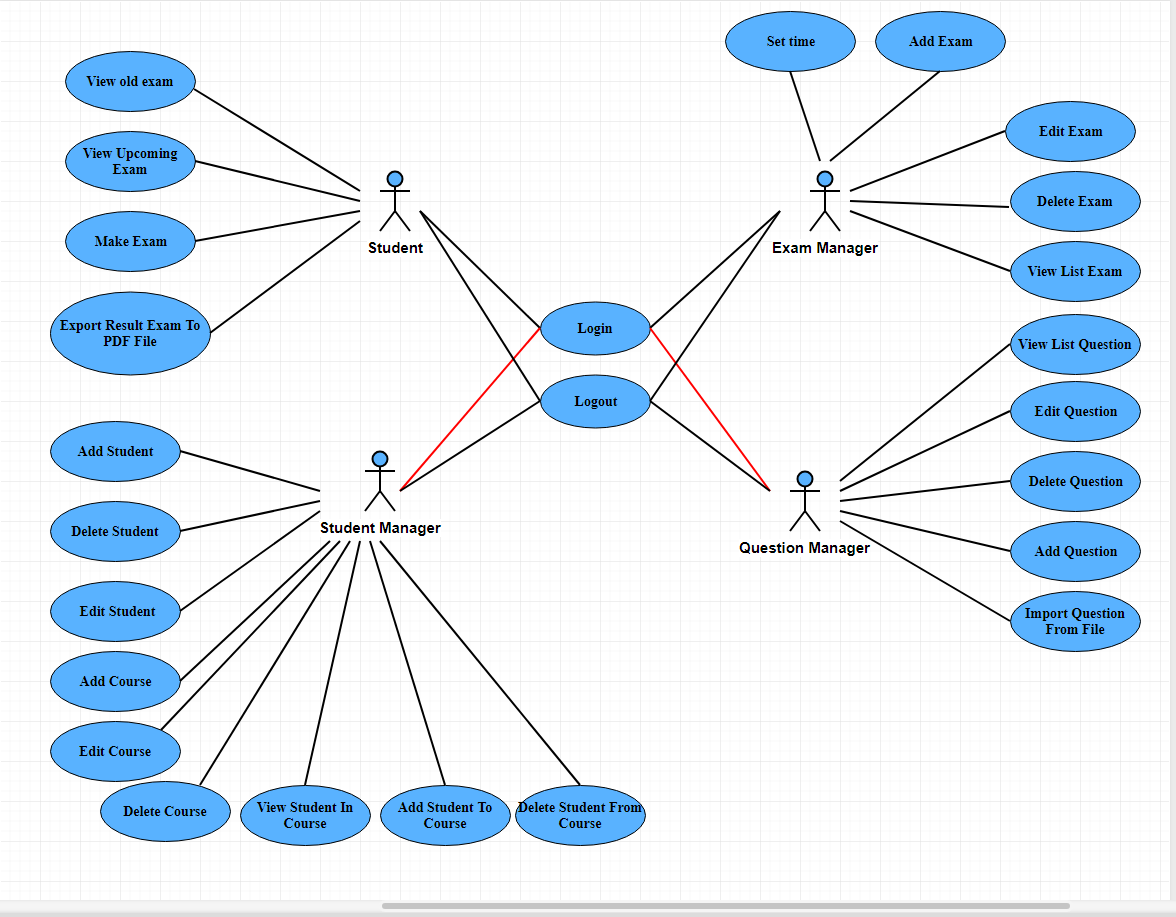 Set time
Add Exam
View old exam
Edit Exam
View Upcoming
Exam
Delete Exam
Make Exam
Student
Exam Manager
View List Exam
Export Result Exam To
PDF File
Login
View List Question
Logout
Edit Question
Add Student
Delete Question
Delete Student
Student Manager
Question Manager
Add Question
Edit Student
Import Question
From File
Add Course
Edit Course
Delete Course
View Student In
Course
Add Student To
Course
Delete Student From
Course